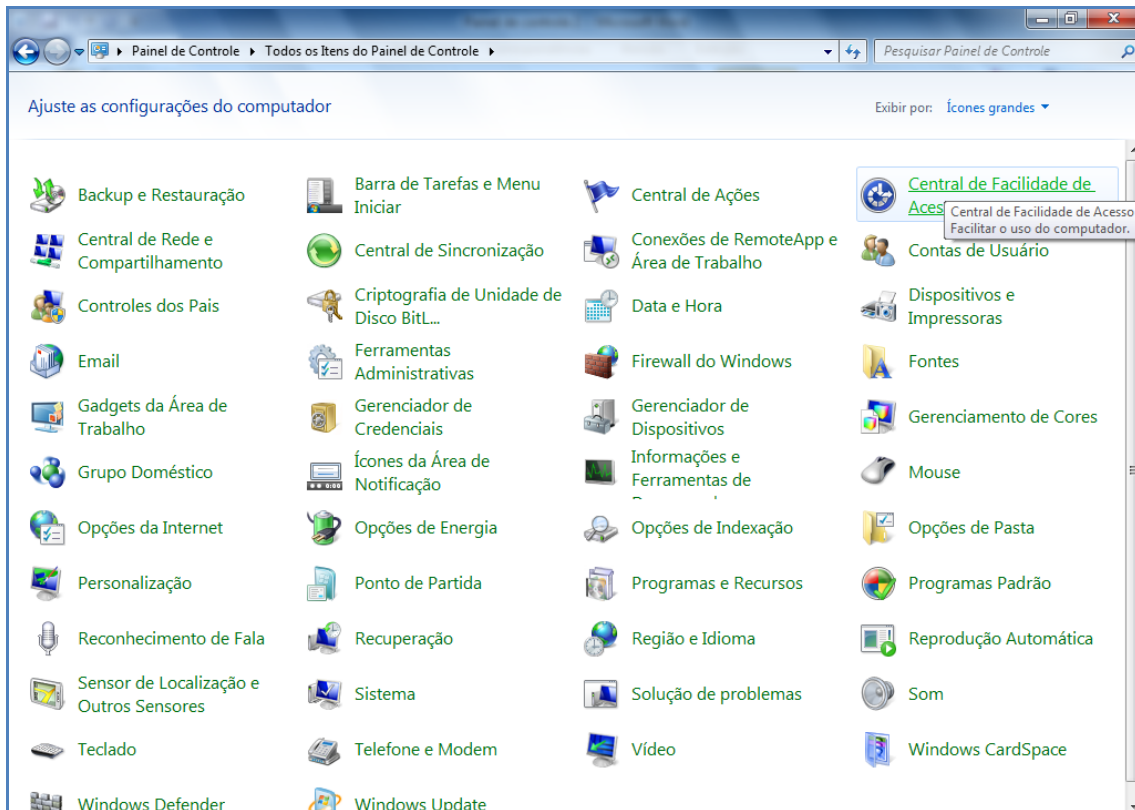 Painel de Controle
Todos os Itens do Painel de Controle
Pesquisar Painel de Controle
Ajuste as configurações do computador
Exibir por: Ícones grandes
Backup e Restauração
Barra de Tarefas e Menu
Iniciar
Central de Ações
Central de Facilidade de
Central de Facilidade de Acesso
Facilitar o uso do computador.
Central de Rede e
Compartilhamento
Central de Sincronização
Conexões de RemoteApp e
Área de Trabalho
Contas de Usuário
Controles dos Pais
Criptografia de Unidade de
Disco BitL...
Data e Hora
Dispositivos e
Impressoras
Email
Ferramentas
Administrativas
Firewall do Windows
Fontes
Gadgets da Área de
Trabalho
Gerenciador de
Credenciais
Gerenciador de
Dispositivos
Gerenciamento de Cores
Grupo Doméstico
Ícones da Área de
Notificação
Informações e
Ferramentas de
Mouse
Opções da Internet
Opções de Energia
Opções de Indexação
Opções de Pasta
Personalização
Ponto de Partida
Programas e Recursos
Programas Padrão
Reconhecimento de Fala
Recuperação
Região e Idioma
Reprodução Automática
Sensor de Localização e
Outros Sensores
Sistema
Solução de problemas
Som
Teclado
Telefone e Modem
Vídeo
Windows CardSpace
Windows Defender
Windows Update